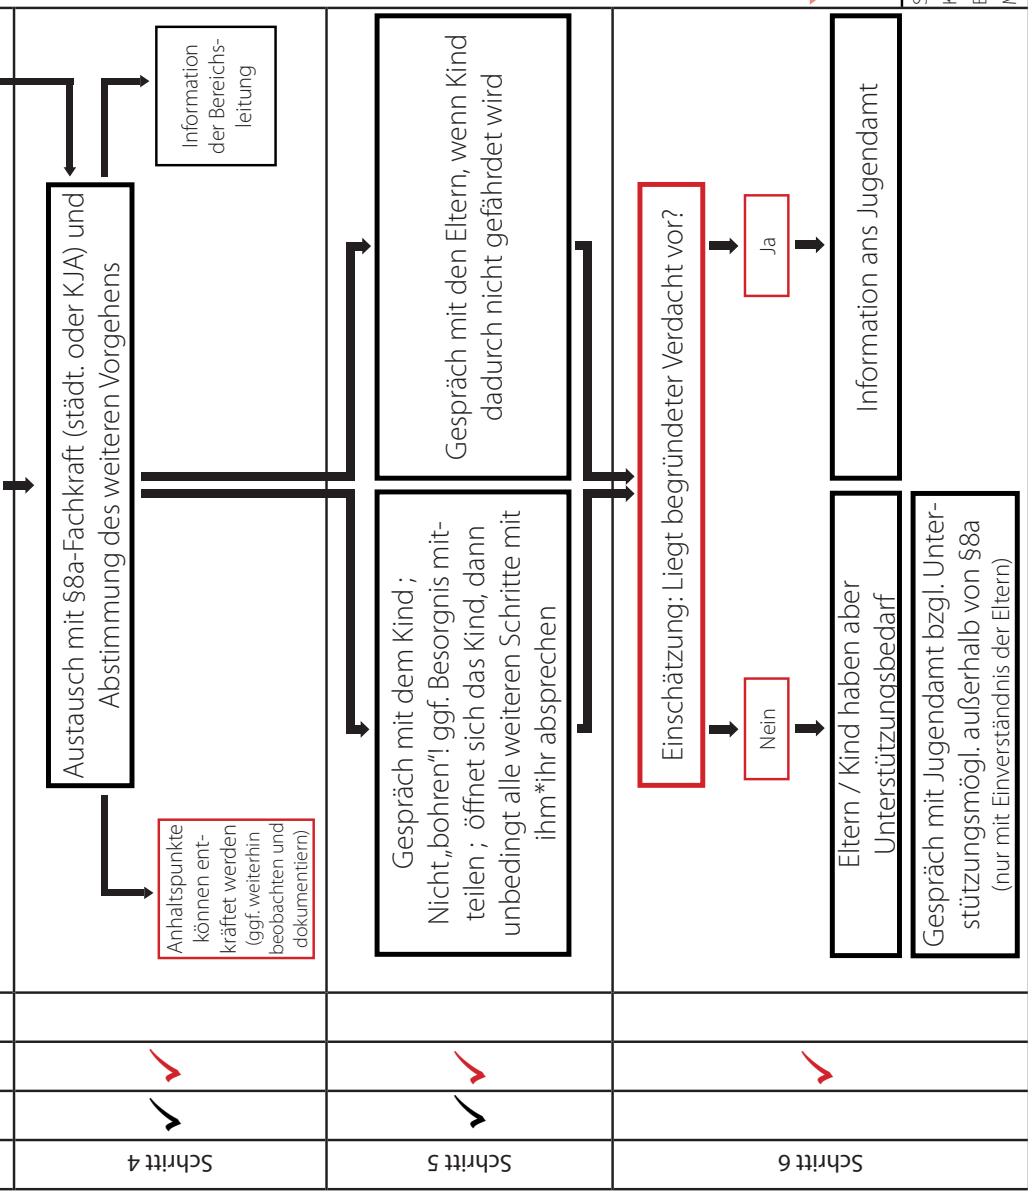 Schritt 4
Austausch mit §8a-Fachkraft (städt. oder KJA) und
Abstimmung des weiteren Vorgehens
Anhaltspunkte
können ent-
kräftet werden
(ggf. weiterhin
beobachten und
dokumentiern)
Information
der Bereichs-
leitung
Schritt 5
Gespräch mit dem Kind ;
Nicht „bohren“! ggf. Besorgnis mit-
teilen ; öffnet sich das Kind, dann
unbedingt alle weiteren Schritte mit
ihm*ihr absprechen
Gespräch mit den Eltern, wenn Kind
dadurch nicht gefährdet wird
Schritt 6
Einschätzung: Liegt begründeter Verdacht vor?
Nein
Ja
Eltern / Kind haben aber
Unterstützungsbedarf
Information ans Jugendamt
Gespräch mit Jugendamt bzgl. Unter-
stützungsmögl. außerhalb von §8a
(nur mit Einverständnis der Eltern)